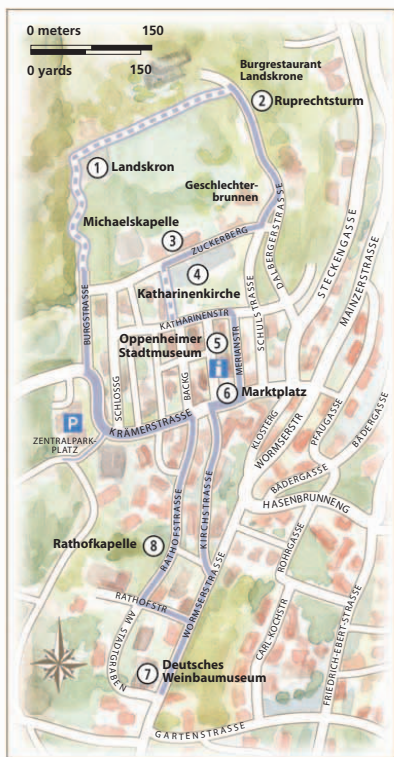 0 meters 150
0 yards 150
Burgrestaurant
Landskrone
2 Ruprechtsturm
1 Landskron
Geschlechter-
brunnen
Michaelskapelle
3
ZUCKERBERG
DALBERGERSTRASSE
STECKENGASSE
MAINZERSTRASSE
4
Katharinenkirche
BURGSTRASSE
KATHARINENSTR
SCHULSTRASSE
Oppenheimer
Stadtmuseum
5
MERIANSTR
i
SCHLOSSG
BACKG
6 Marktplatz
P
ZENTRALPARK-
PLATZ
KRÄMERSTRASSE
KLOSTERG
WORMSERSTR
PFAUGASSE
BÄDERGASSE
BÄDERGASSE
HASENBRUNNENG
Rathofkapelle
8
RATHOFSTRASSE
KIRCHSTRASSE
WORMSERSTRASSE
ROHRGASSE
RATHOFSTR
AM STADTGRABEN
CARL-KOCHSTR
FRIEDRICH-EBERT-STRASSE
7
Deutsches
Weinbaumuseum
GARTENSTRASSE